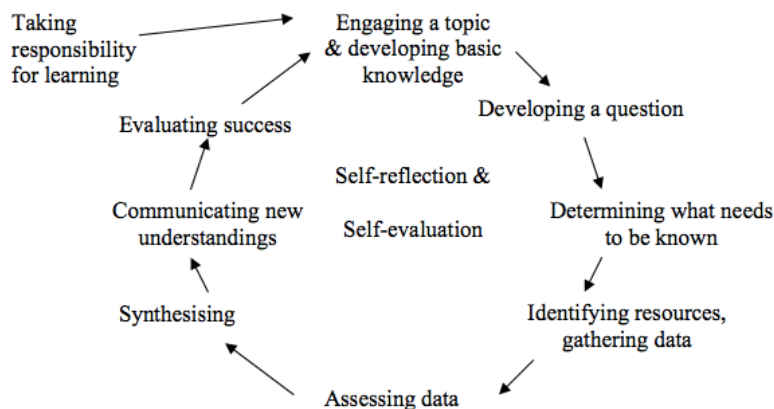 Taking
responsibility
for learning
Engaging a topic
& developing basic
knowledge
Developing a question
Determining what needs
to be known
Identifying resources,
gathering data
Assessing data
Synthesising
Communicating new
understandings
Evaluating success
Self-reflection &
Self-evaluation